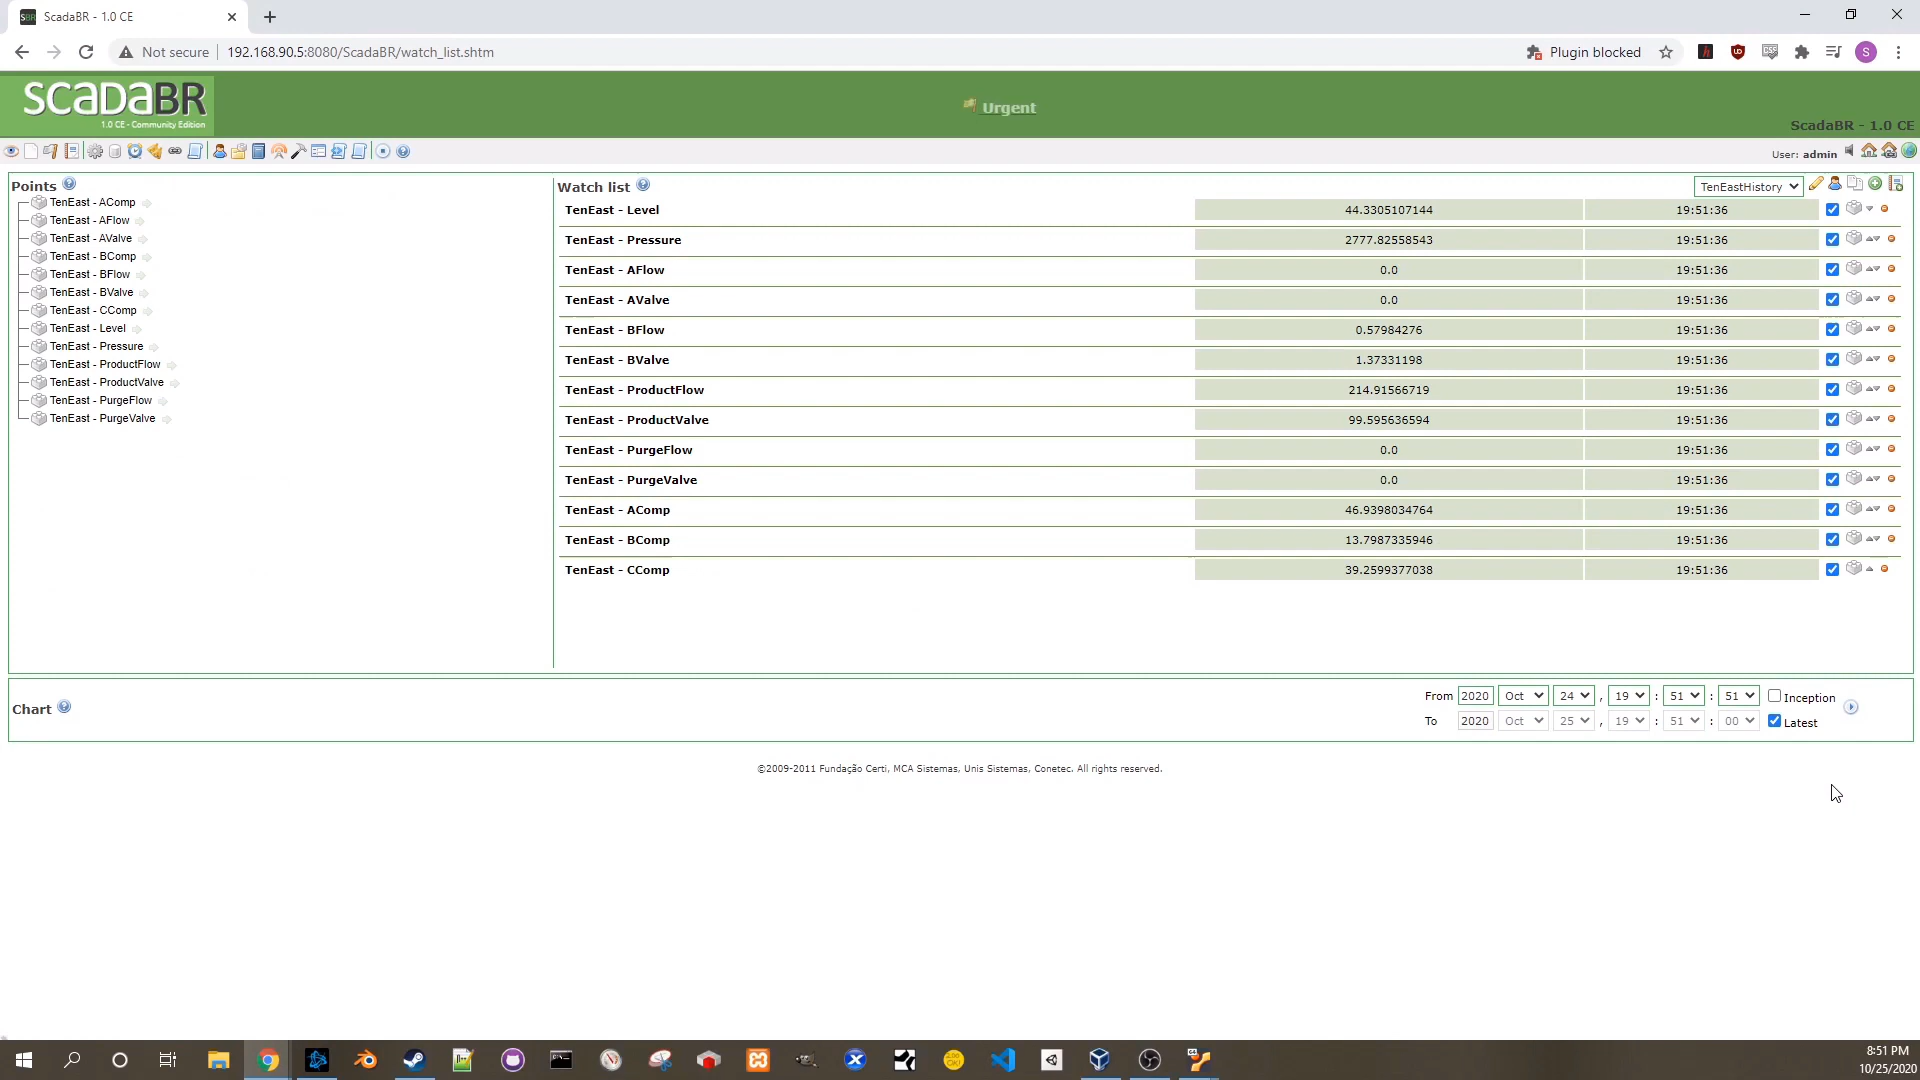 ScadaBR - 1.0 CE
Not secure
192.168.90.5:8080/ScadaBR/watch_list.shtm
Plugin blocked
S
ScadaBR
1.0 CE - Community Edition
Urgent
ScadaBR - 1.0 CE
User: admin
Points
TenEast - AComp
TenEast - AFlow
TenEast - AValve
TenEast - BComp
TenEast - BFlow
TenEast - BValve
TenEast - CComp
TenEast - Level
TenEast - Pressure
TenEast - ProductFlow
TenEast - ProductValve
TenEast - PurgeFlow
TenEast - PurgeValve
Watch list
TenEastHistory
TenEast - Level 44.3305107144 19:51:36
TenEast - Pressure 2777.82558543 19:51:36
TenEast - AFlow 0.0 19:51:36
TenEast - AValve 0.0 19:51:36
TenEast - BFlow 0.57984276 19:51:36
TenEast - BValve 1.37331198 19:51:36
TenEast - ProductFlow 214.91566719 19:51:36
TenEast - ProductValve 99.595636594 19:51:36
TenEast - PurgeFlow 0.0 19:51:36
TenEast - PurgeValve 0.0 19:51:36
TenEast - AComp 46.9398034764 19:51:36
TenEast - BComp 13.7987335946 19:51:36
TenEast - CComp 39.2599377038 19:51:36
Chart
From 2020 Oct 24 , 19 : 51 : 51 Inception
To 2020 Oct 25 , 19 : 51 : 00 Latest
©2009-2011 Fundação Certi, MCA Sistemas, Unis Sistemas, Conetec. All rights reserved.
8:51 PM
10/25/2020